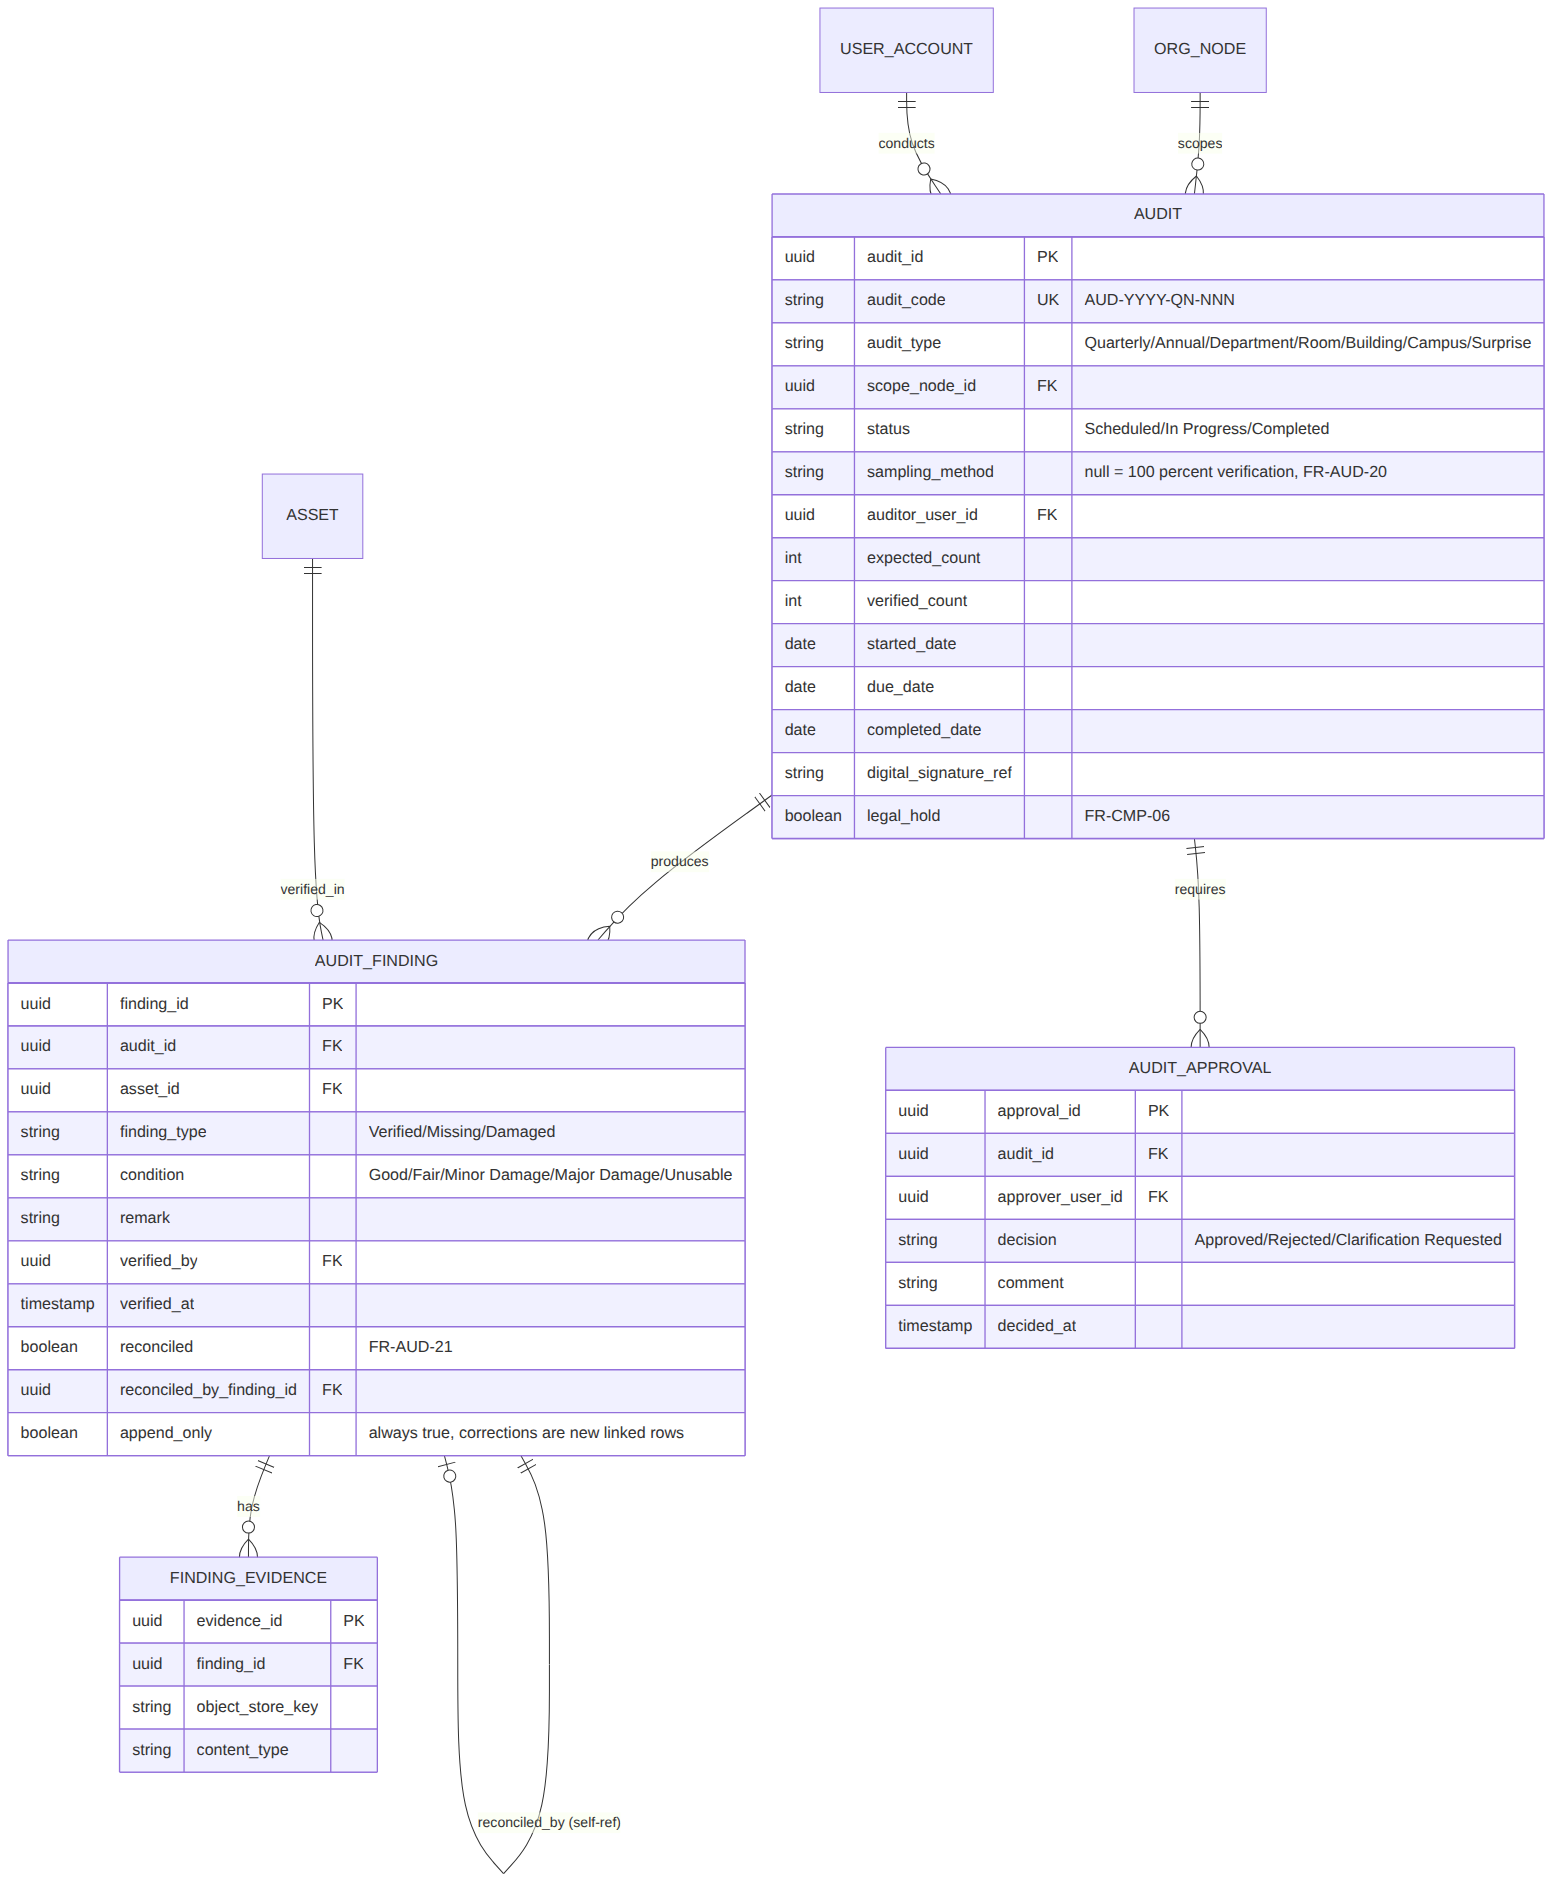 USER_ACCOUNT
ORG_NODE
conducts
scopes
AUDIT
uuid audit_id PK
string audit_code UK AUD-YYYY-QN-NNN
string audit_type Quarterly/Annual/Department/Room/Building/Campus/Surprise
uuid scope_node_id FK
string status Scheduled/In Progress/Completed
string sampling_method null = 100 percent verification, FR-AUD-20
uuid auditor_user_id FK
int expected_count
int verified_count
date started_date
date due_date
date completed_date
string digital_signature_ref
boolean legal_hold FR-CMP-06
ASSET
verified_in
produces
requires
AUDIT_FINDING
uuid finding_id PK
uuid audit_id FK
uuid asset_id FK
string finding_type Verified/Missing/Damaged
string condition Good/Fair/Minor Damage/Major Damage/Unusable
string remark
uuid verified_by FK
timestamp verified_at
boolean reconciled FR-AUD-21
uuid reconciled_by_finding_id FK
boolean append_only always true, corrections are new linked rows
AUDIT_APPROVAL
uuid approval_id PK
uuid audit_id FK
uuid approver_user_id FK
string decision Approved/Rejected/Clarification Requested
string comment
timestamp decided_at
has
FINDING_EVIDENCE
uuid evidence_id PK
uuid finding_id FK
string object_store_key
string content_type
reconciled_by (self-ref)